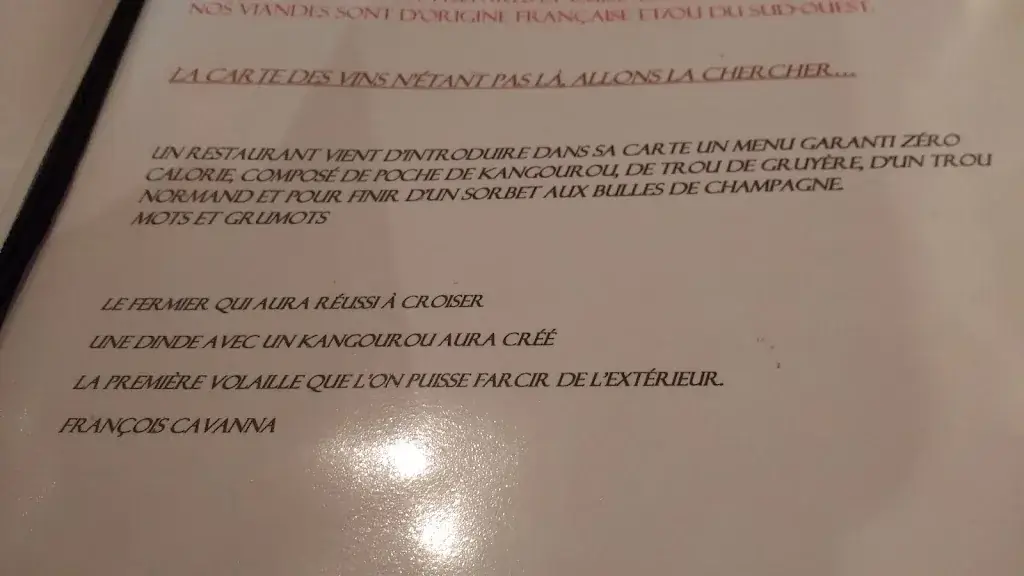 NOS VIANDES SONT D'ORIGINE FRANÇAISE ET/OU DU SUD-OUEST.
LA CARTE DES VINS N'ÉTANT PAS LÀ, ALLONS LA CHERCHER...
UN RESTAURANT VIENT D'INTRODUIRE DANS SA CARTE UN MENU GARANTI ZÉRO
CALORIE, COMPOSÉ DE POCHE DE KANGOUROU, DE TROU DE GRUYÈRE, D'UN TROU
NORMAND ET POUR FINIR D'UN SORBET AUX BULLES DE CHAMPAGNE.
MOTS ET GRUMOTS
LE FERMIER QUI AURA RÉUSSI À CROISER
UNE DINDE AVEC UN KANGOUROU AURA CRÉÉ
LA PREMIÈRE VOLAILLE QUE L'ON PUISSE FARCIR DE L'EXTÉRIEUR.
FRANÇOIS CAVANNA